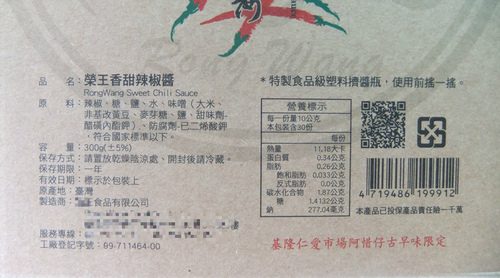 Rong Wang
品　名：榮王香甜辣椒醬
RongWang Sweet Chili Sauce
原　料：辣椒、糖、鹽、水、味噌（大米、
非基改黃豆、麥芽糖、鹽、甜味劑-
醋磺內酯鉀）、防腐劑-己二烯酸鉀，
符合國家標準以下。
容　量：300g(±5%)
保存方式：請置放乾燥陰涼處、開封後請冷藏。
保存期限：一年
有效日期：標示於包裝上
原產地：臺灣
製造商：王食品有限公司
服務專線：
工廠登記字號：99-711464-00
*特製食品級塑料擠醬瓶，使用前搖一搖。
營養標示
每一份量10公克
本包裝含30份
每份
熱量 11.18大卡
蛋白質 0.34公克
脂肪 0.26公克
飽和脂肪 0.033公克
反式脂肪 0.0公克
碳水化合物 1.87公克
糖 1.4132公克
鈉 277.04毫克
4 719486 199912
本產品已投保產品責任險一千萬
基隆仁愛市場阿惜仔古早味限定